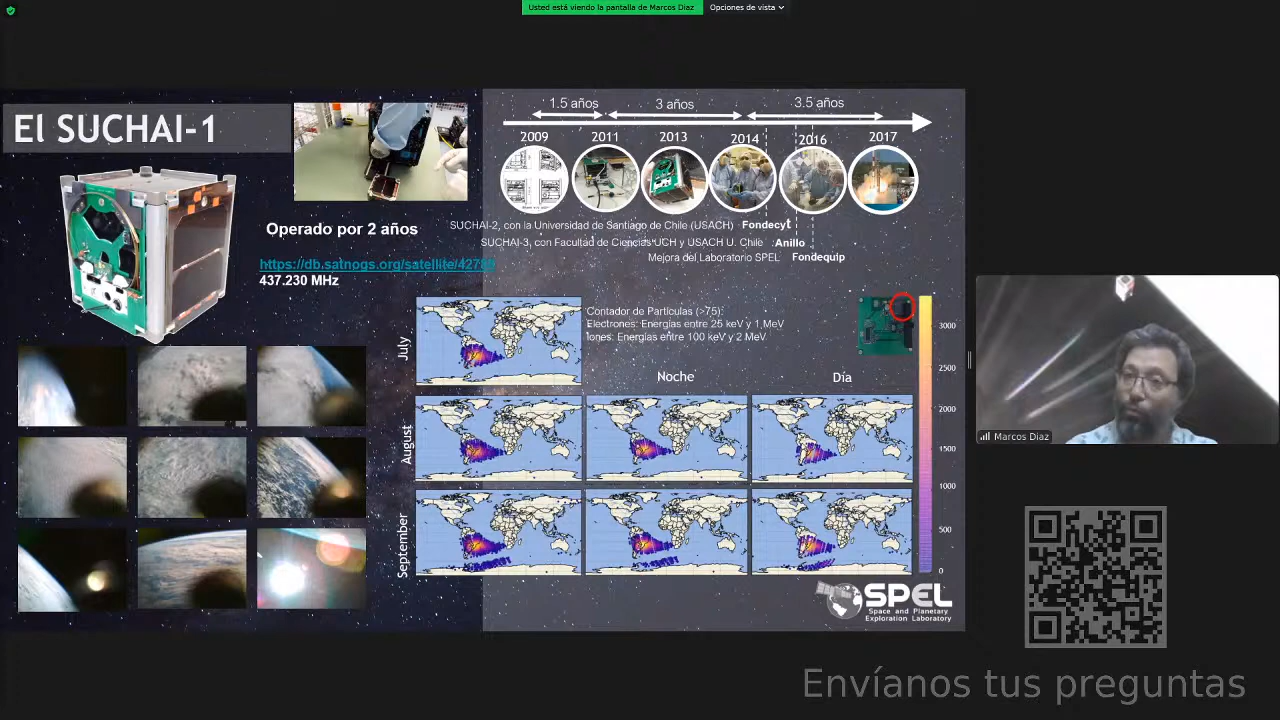 Usted está viendo la pantalla de Marcos Diaz
Opciones de vista
El SUCHAI-1
1.5 años
3 años
3.5 años
2009
2011
2013
2014
2016
2017
Operado por 2 años
https://db.satnogs.org/satellite/42788
437.230 MHz
SUCHAI-2, con la Universidad de Santiago de Chile (USACH) Fondecyt
SUCHAI-3, con Facultad de Ciencias UCH y USACH U. Chile Anillo
Mejora del Laboratorio SPEL Fondequip
Contador de Partículas (>75):
Electrones: Energías entre 25 keV y 1 MeV
Iones: Energías entre 100 keV y 2 MeV
Noche
Día
July
August
September
3000
2500
2000
1500
1000
500
0
SPEL
Space and Planetary
Exploration Laboratory
Marcos Diaz
Envíanos tus preguntas